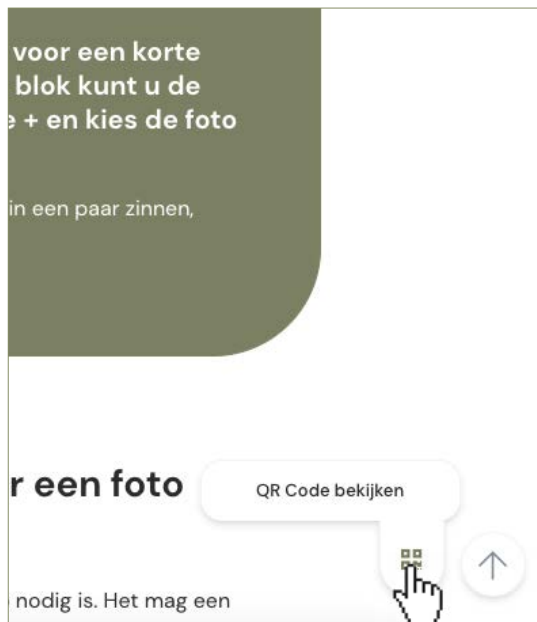 voor een korte
blok kunt u de
+ en kies de foto
in een paar zinnen,
r een foto
QR Code bekijken
nodig is. Het mag een